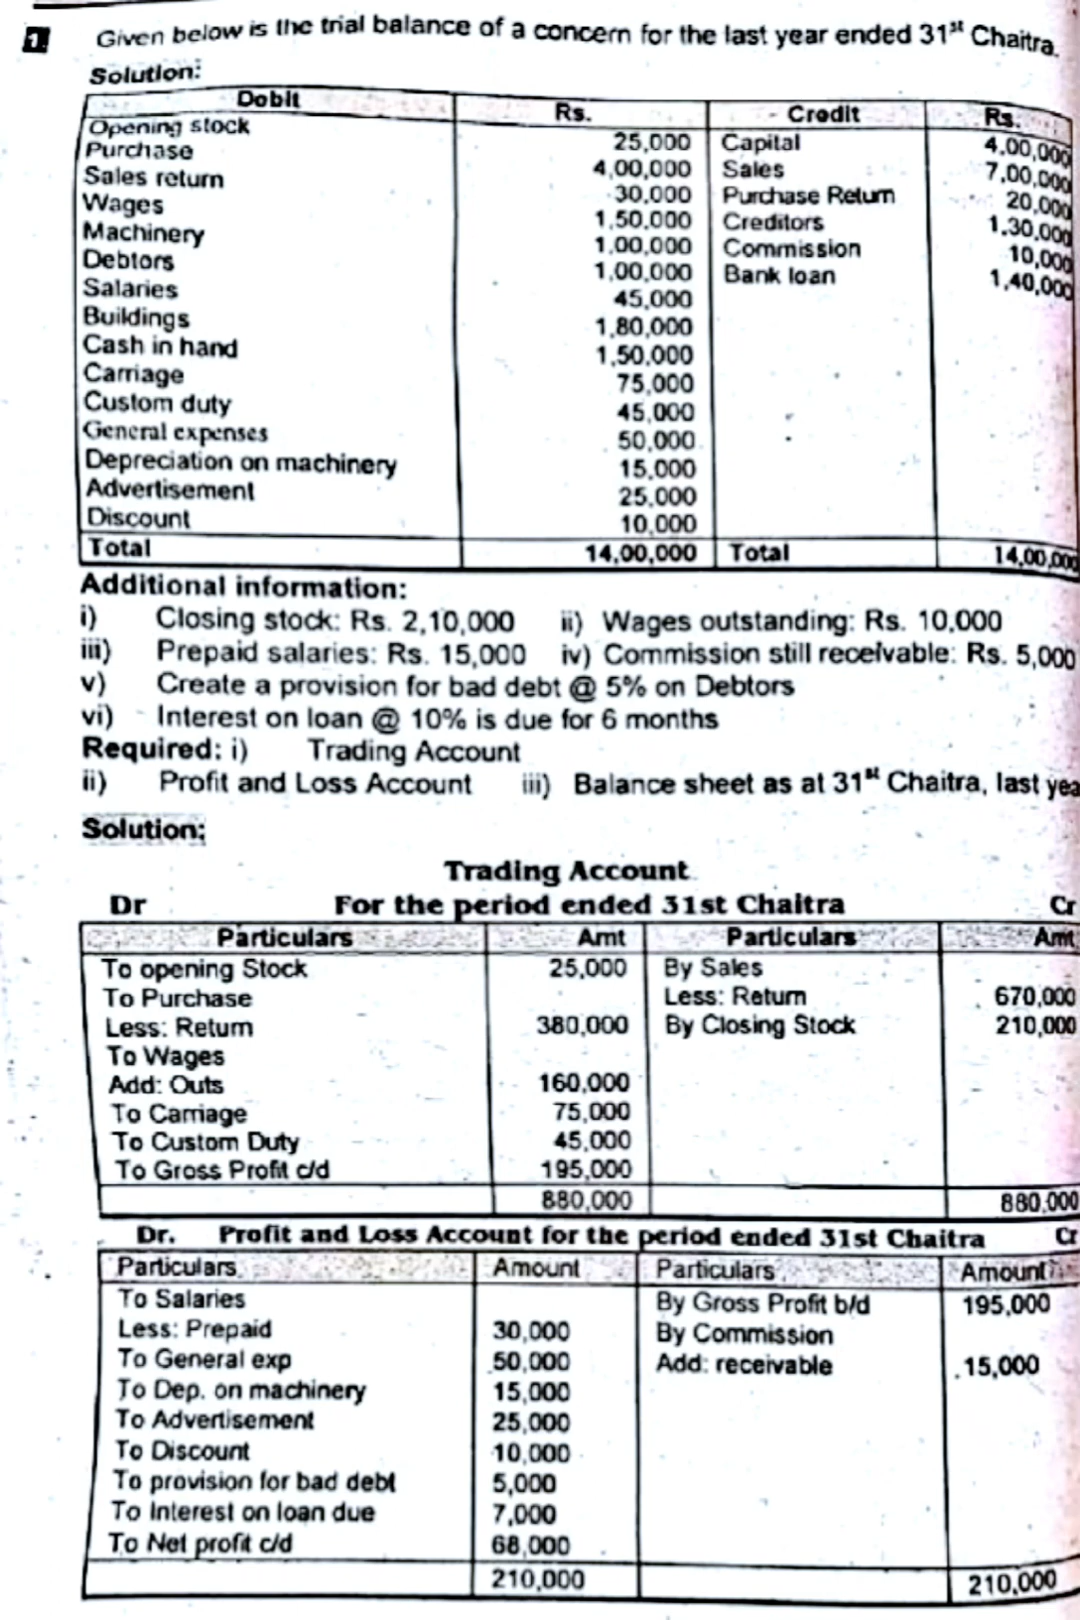 1. Given below is the trial balance of a concern for the last year ended 31st Chaitra.
Solution:
Debit Rs. Credit Rs.
Opening stock 25,000 Capital 4,00,000
Purchase 4,00,000 Sales 7,00,000
Sales return 30,000 Purchase Return 20,000
Wages 1,50,000 Creditors 1,30,000
Machinery 1,00,000 Commission 10,000
Debtors 1,00,000 Bank loan 1,40,000
Salaries 45,000
Buildings 1,80,000
Cash in hand 1,50,000
Carriage 75,000
Custom duty 45,000
General expenses 50,000
Depreciation on machinery 15,000
Advertisement 25,000
Discount 10,000
Total 14,00,000 Total 14,00,000
Additional information:
i) Closing stock: Rs. 2,10,000 ii) Wages outstanding: Rs. 10,000
iii) Prepaid salaries: Rs. 15,000 iv) Commission still receivable: Rs. 5,000
v) Create a provision for bad debt @ 5% on Debtors
vi) Interest on loan @ 10% is due for 6 months
Required: i) Trading Account
ii) Profit and Loss Account iii) Balance sheet as at 31st Chaitra, last yea
Solution:
Trading Account
Dr For the period ended 31st Chaitra Cr
Particulars Amt Particulars Amt
To opening Stock 25,000 By Sales
To Purchase Less: Return 670,000
Less: Return 380,000 By Closing Stock 210,000
To Wages
Add: Outs 160,000
To Carriage 75,000
To Custom Duty 45,000
To Gross Profit c/d 195,000
880,000 880,000
Dr. Profit and Loss Account for the period ended 31st Chaitra Cr
Particulars Amount Particulars Amount
To Salaries By Gross Profit b/d 195,000
Less: Prepaid 30,000 By Commission
To General exp 50,000 Add: receivable 15,000
To Dep. on machinery 15,000
To Advertisement 25,000
To Discount 10,000
To provision for bad debt 5,000
To Interest on loan due 7,000
To Net profit c/d 68,000
210,000 210,000